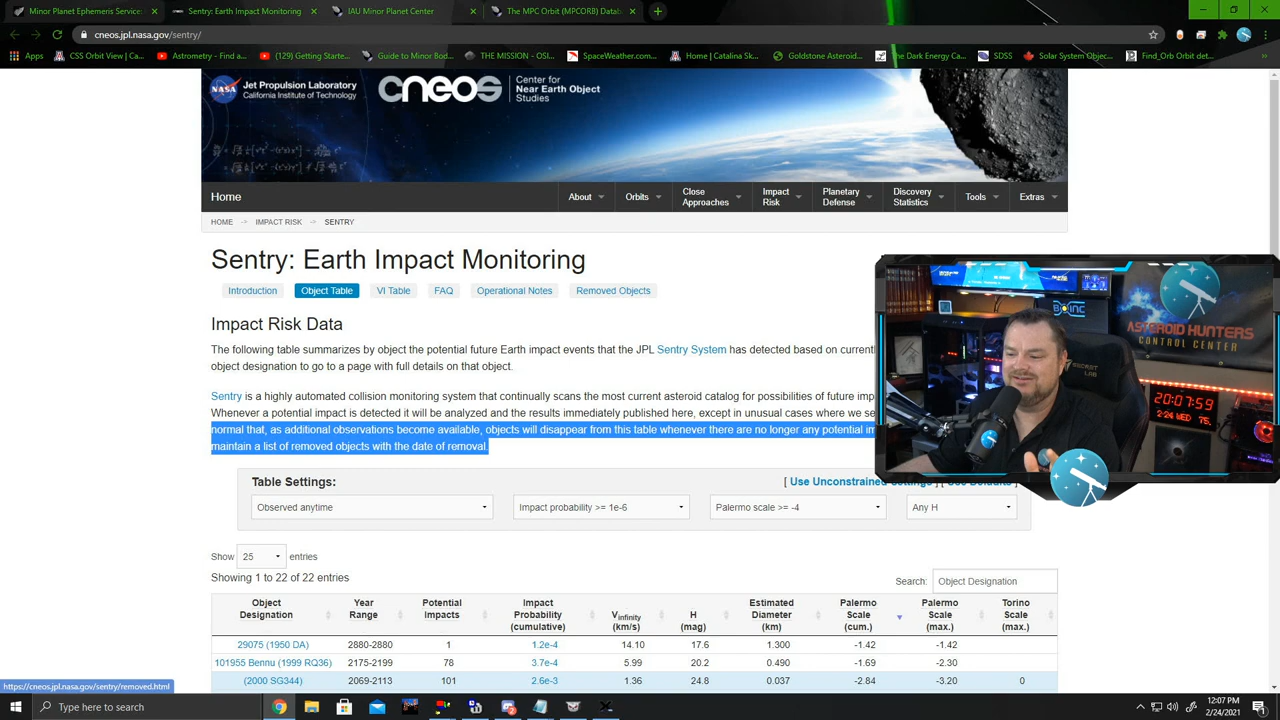 Minor Planet Ephemeris Service: × Sentry: Earth Impact Monitoring × IAU Minor Planet Center × The MPC Orbit (MPCORB) Datab × +
cneos.jpl.nasa.gov/sentry/
Apps CSS Orbit View | Ca... Astrometry - Find a... (129) Getting Starte... Guide to Minor Bod... THE MISSION - OSI... SpaceWeather.com... Home | Catalina Sk... Goldstone Asteroid... The Dark Energy Ca... SDSS Solar System Objec... Find_Orb Orbit det... »
NASA Jet Propulsion Laboratory
California Institute of Technology
cneos
Center for
Near Earth Object
Studies
Home About Orbits Close Approaches Impact Risk Planetary Defense Discovery Statistics Tools Extras
HOME -> IMPACT RISK -> SENTRY
Sentry: Earth Impact Monitoring
Introduction Object Table VI Table FAQ Operational Notes Removed Objects
Impact Risk Data
The following table summarizes by object the potential future Earth impact events that the JPL Sentry System has detected based on currentl
object designation to go to a page with full details on that object.
Sentry is a highly automated collision monitoring system that continually scans the most current asteroid catalog for possibilities of future imp
Whenever a potential impact is detected it will be analyzed and the results immediately published here, except in unusual cases where we se
normal that, as additional observations become available, objects will disappear from this table whenever there are no longer any potential im
maintain a list of removed objects with the date of removal.
BOINC
ASTEROID HUNTERS
CONTROL CENTER
SECRET LAB
20:07:59
2-24 WED 75.
Table Settings: [ Use Unconstrained Settings ] [ Use Defaults ]
Observed anytime Impact probability >= 1e-6 Palermo scale >= -4 Any H
Show 25 entries
Showing 1 to 22 of 22 entries
Search: Object Designation
Object Designation Year Range Potential Impacts Impact Probability (cumulative) Vinfinity (km/s) H (mag) Estimated Diameter (km) Palermo Scale (cum.) Palermo Scale (max.) Torino Scale (max.)
29075 (1950 DA) 2880-2880 1 1.2e-4 14.10 17.6 1.300 -1.42 -1.42
101955 Bennu (1999 RQ36) 2175-2199 78 3.7e-4 5.99 20.2 0.490 -1.69 -2.30
(2000 SG344) 2069-2113 101 2.6e-3 1.36 24.8 0.037 -2.84 -3.20 0
https://cneos.jpl.nasa.gov/sentry/removed.html
Type here to search
12:07 PM
2/24/2021
1